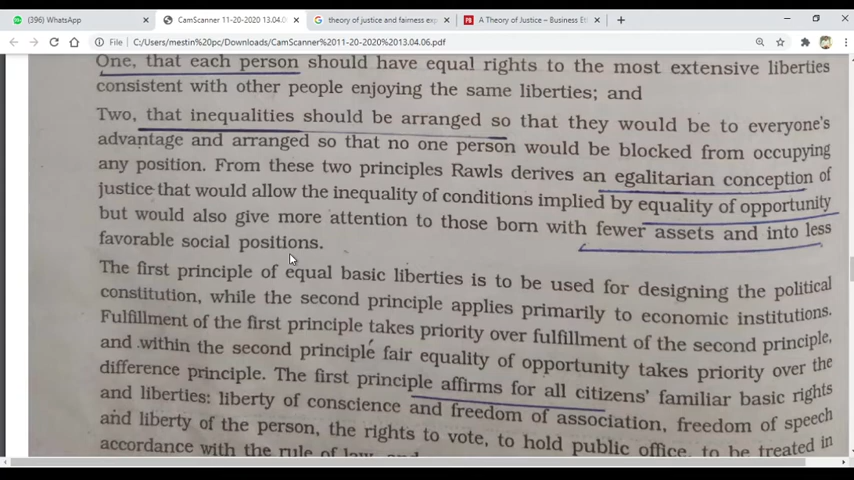 (396) WhatsApp
CamScanner 11-20-2020 13.04.0
theory of justice and fairness exp
A Theory of Justice – Business Et
File
C:/Users/mestin%20pc/Downloads/CamScanner%2011-20-2020%2013.04.06.pdf
One, that each person should have equal rights to the most extensive liberties
consistent with other people enjoying the same liberties; and
Two, that inequalities should be arranged so that they would be to everyone's
advantage and arranged so that no one person would be blocked from occupying
any position. From these two principles Rawls derives an egalitarian conception of
justice that would allow the inequality of conditions implied by equality of opportunity
but would also give more attention to those born with fewer assets and into less
favorable social positions.
The first principle of equal basic liberties is to be used for designing the political
constitution, while the second principle applies primarily to economic institutions.
Fulfillment of the first principle takes priority over fulfillment of the second principle,
and within the second principle fair equality of opportunity takes priority over the
difference principle. The first principle affirms for all citizens' familiar basic rights
and liberties: liberty of conscience and freedom of association, freedom of speech
and liberty of the person, the rights to vote, to hold public office, to be treated in
accordance with the rule of law, and